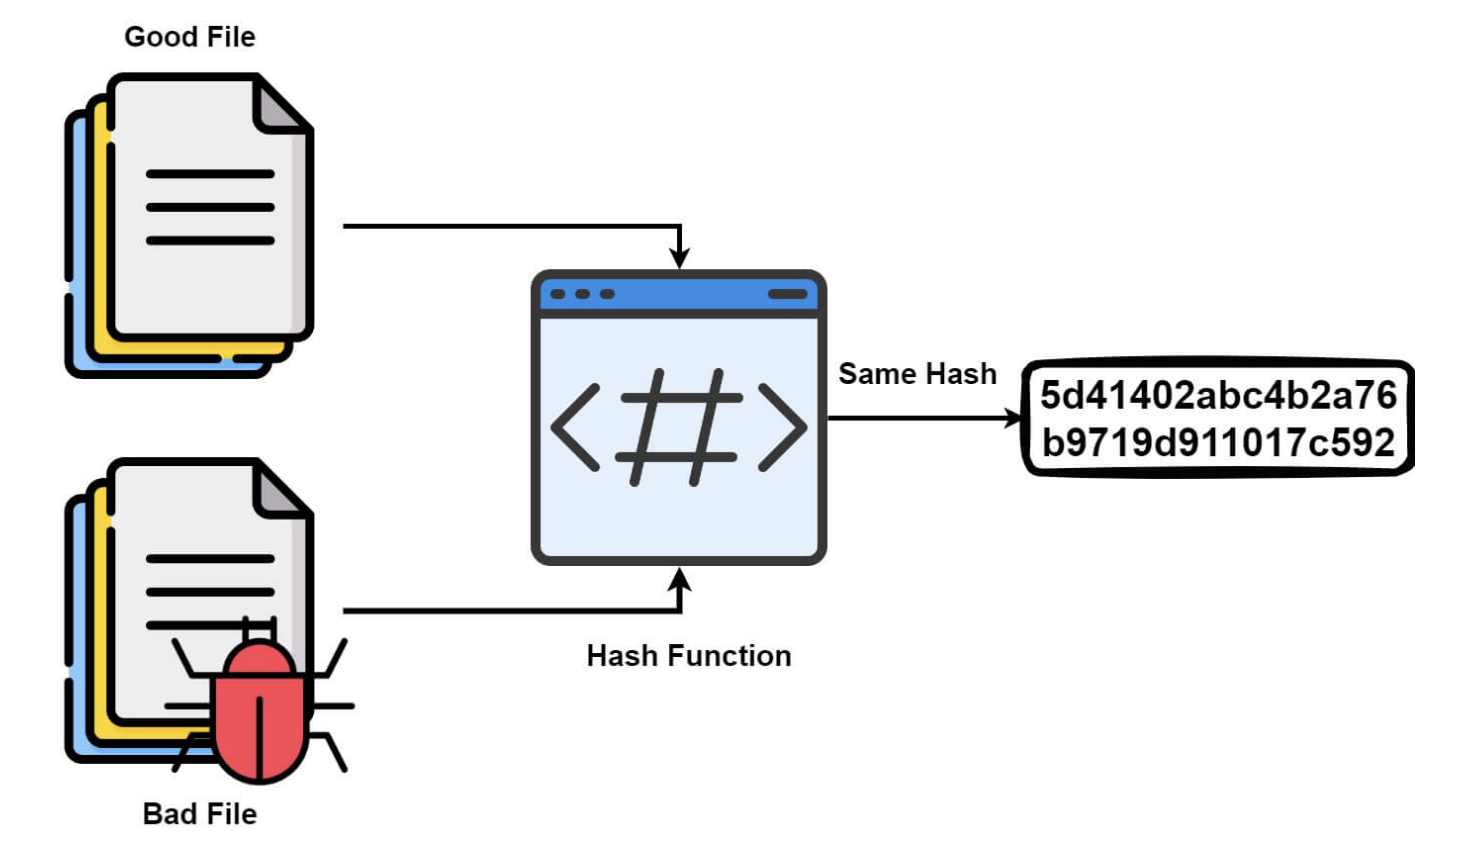 Good File
<#>
Same Hash
5d41402abc4b2a76
b9719d911017c592
Hash Function
Bad File